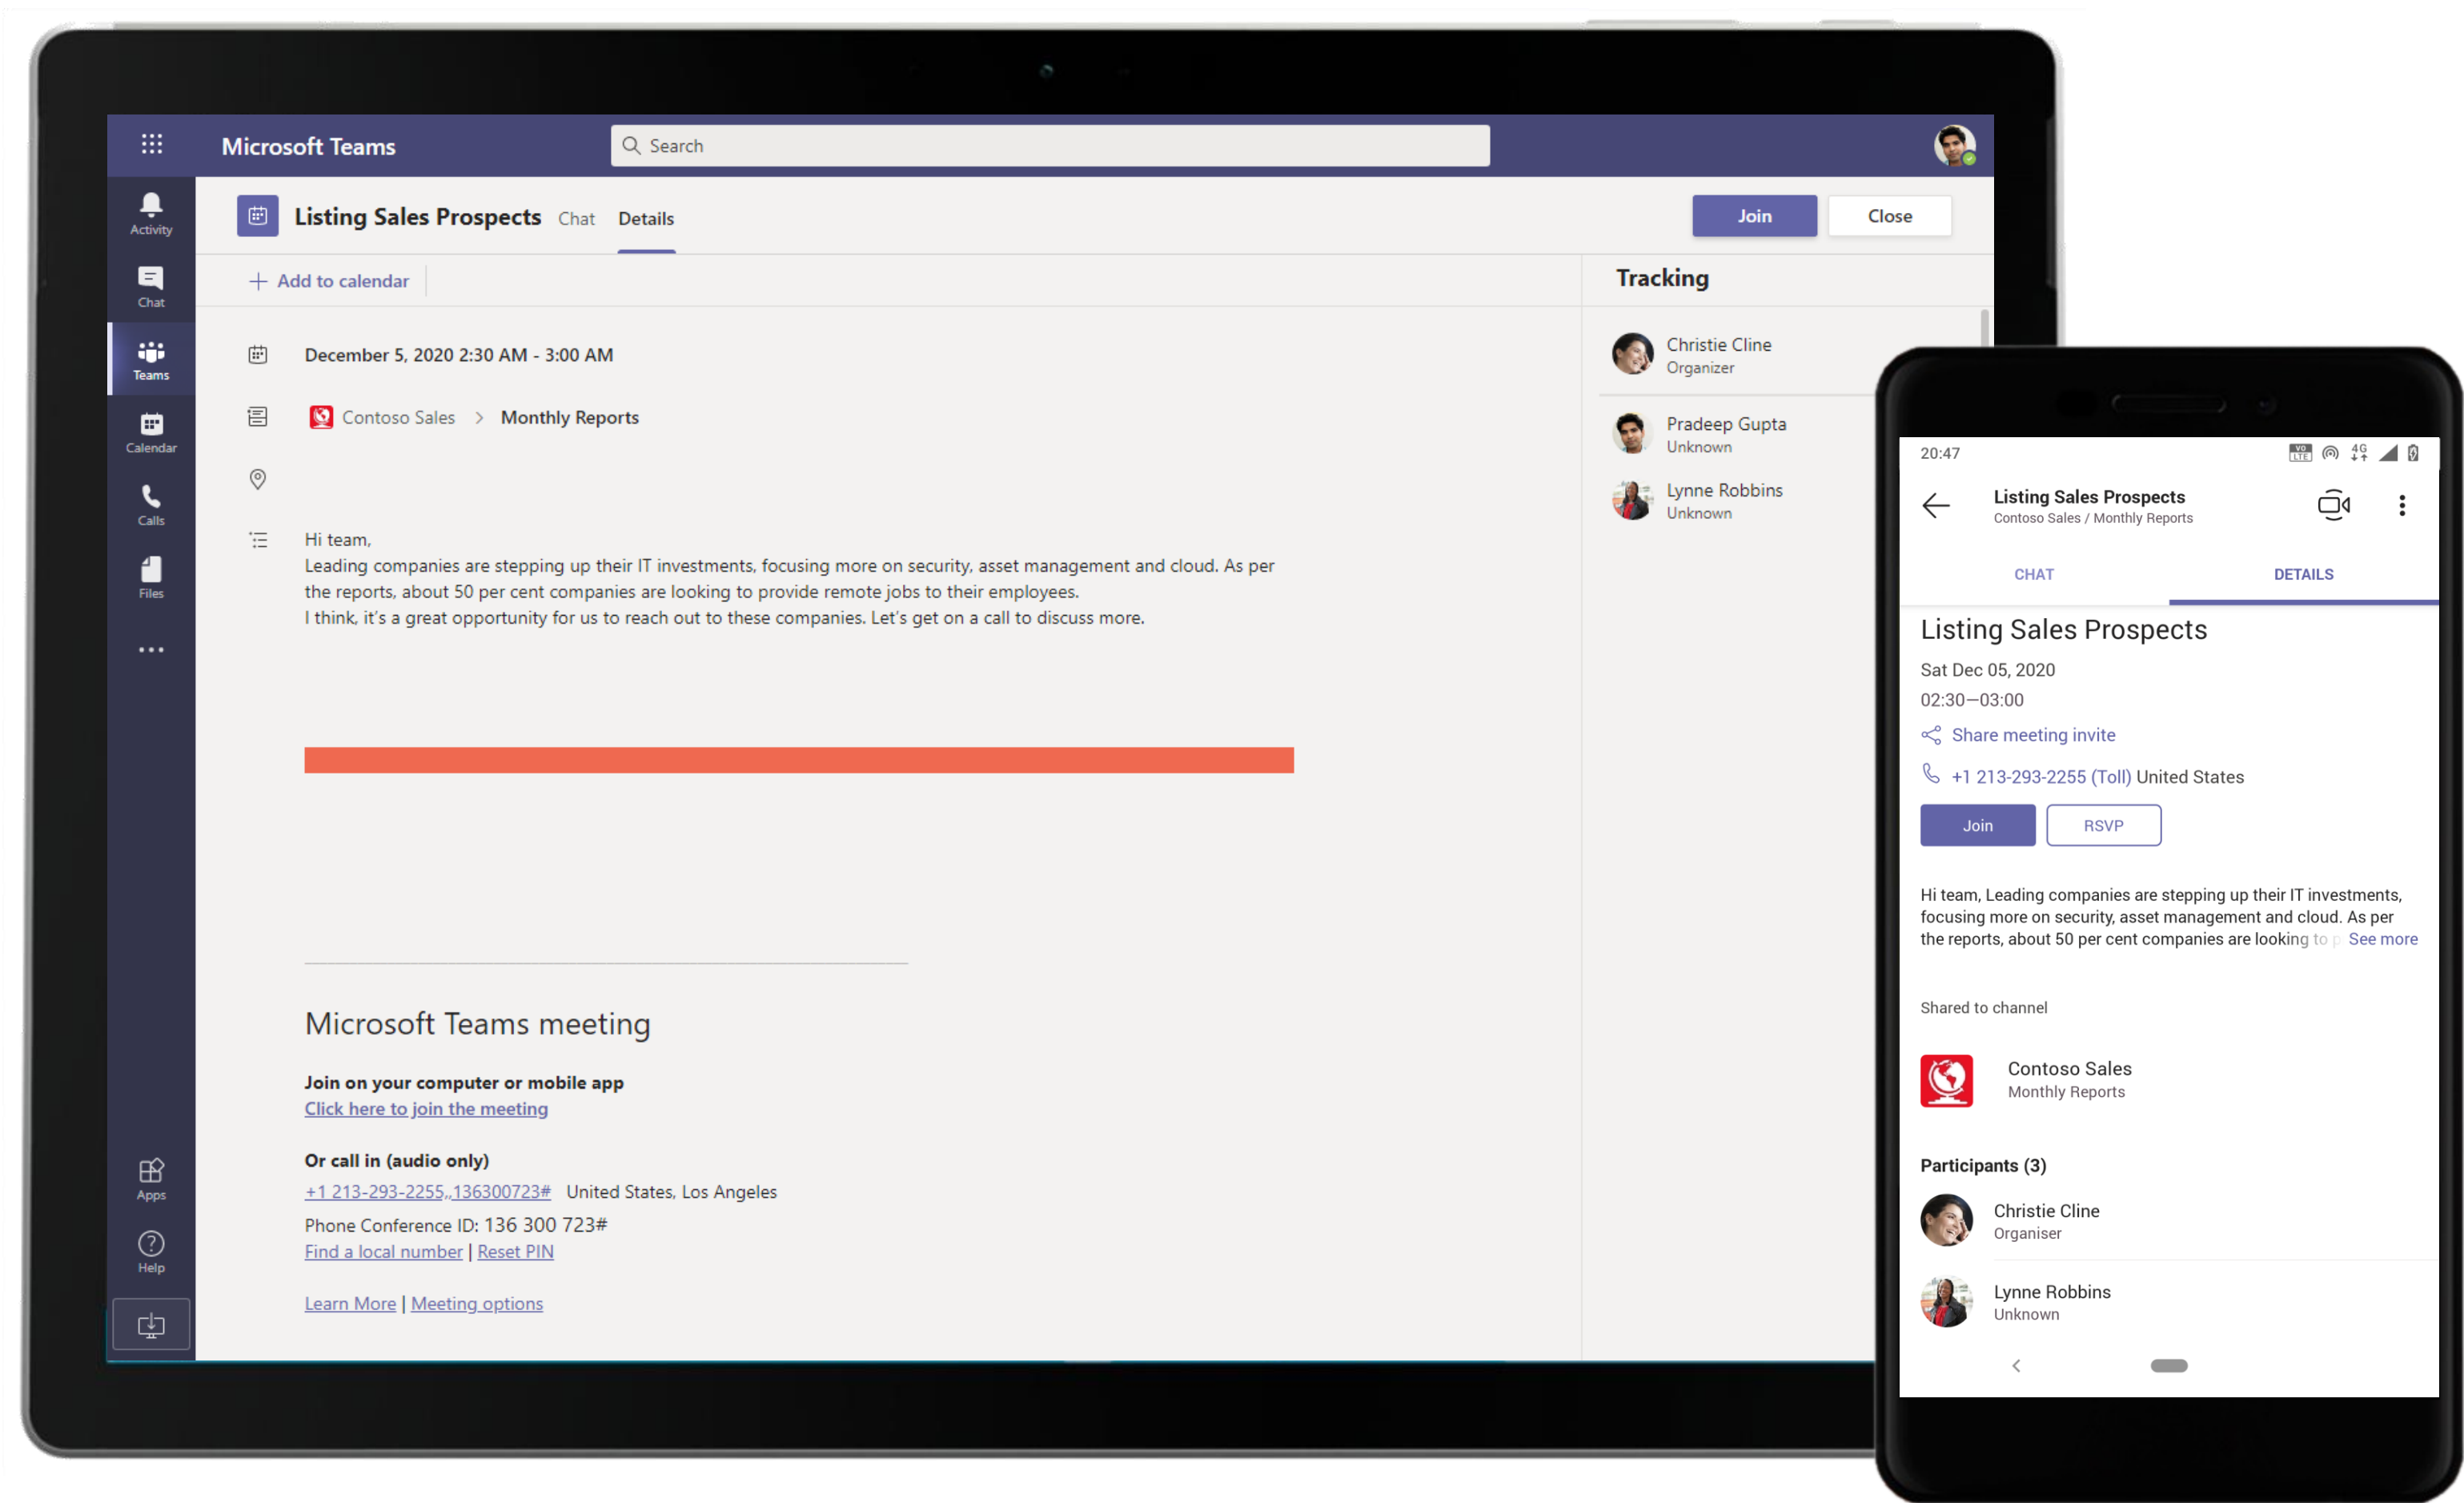 Microsoft Teams
Search
Activity
Chat
Teams
Calendar
Calls
Files
Apps
Help
Listing Sales Prospects Chat Details
Join Close
Add to calendar
December 5, 2020 2:30 AM - 3:00 AM
Contoso Sales > Monthly Reports
Hi team,
Leading companies are stepping up their IT investments, focusing more on security, asset management and cloud. As per
the reports, about 50 per cent companies are looking to provide remote jobs to their employees.
I think, it's a great opportunity for us to reach out to these companies. Let's get on a call to discuss more.
Microsoft Teams meeting
Join on your computer or mobile app
Click here to join the meeting
Or call in (audio only)
+1 213-293-2255,,136300723# United States, Los Angeles
Phone Conference ID: 136 300 723#
Find a local number | Reset PIN
Learn More | Meeting options
Tracking
Christie Cline
Organizer
Pradeep Gupta
Unknown
Lynne Robbins
Unknown
20:47
VO LTE 4G
Listing Sales Prospects
Contoso Sales / Monthly Reports
CHAT DETAILS
Listing Sales Prospects
Sat Dec 05, 2020
02:30—03:00
Share meeting invite
+1 213-293-2255 (Toll) United States
Join RSVP
Hi team, Leading companies are stepping up their IT investments,
focusing more on security, asset management and cloud. As per
the reports, about 50 per cent companies are looking to p See more
Shared to channel
Contoso Sales
Monthly Reports
Participants (3)
Christie Cline
Organiser
Lynne Robbins
Unknown